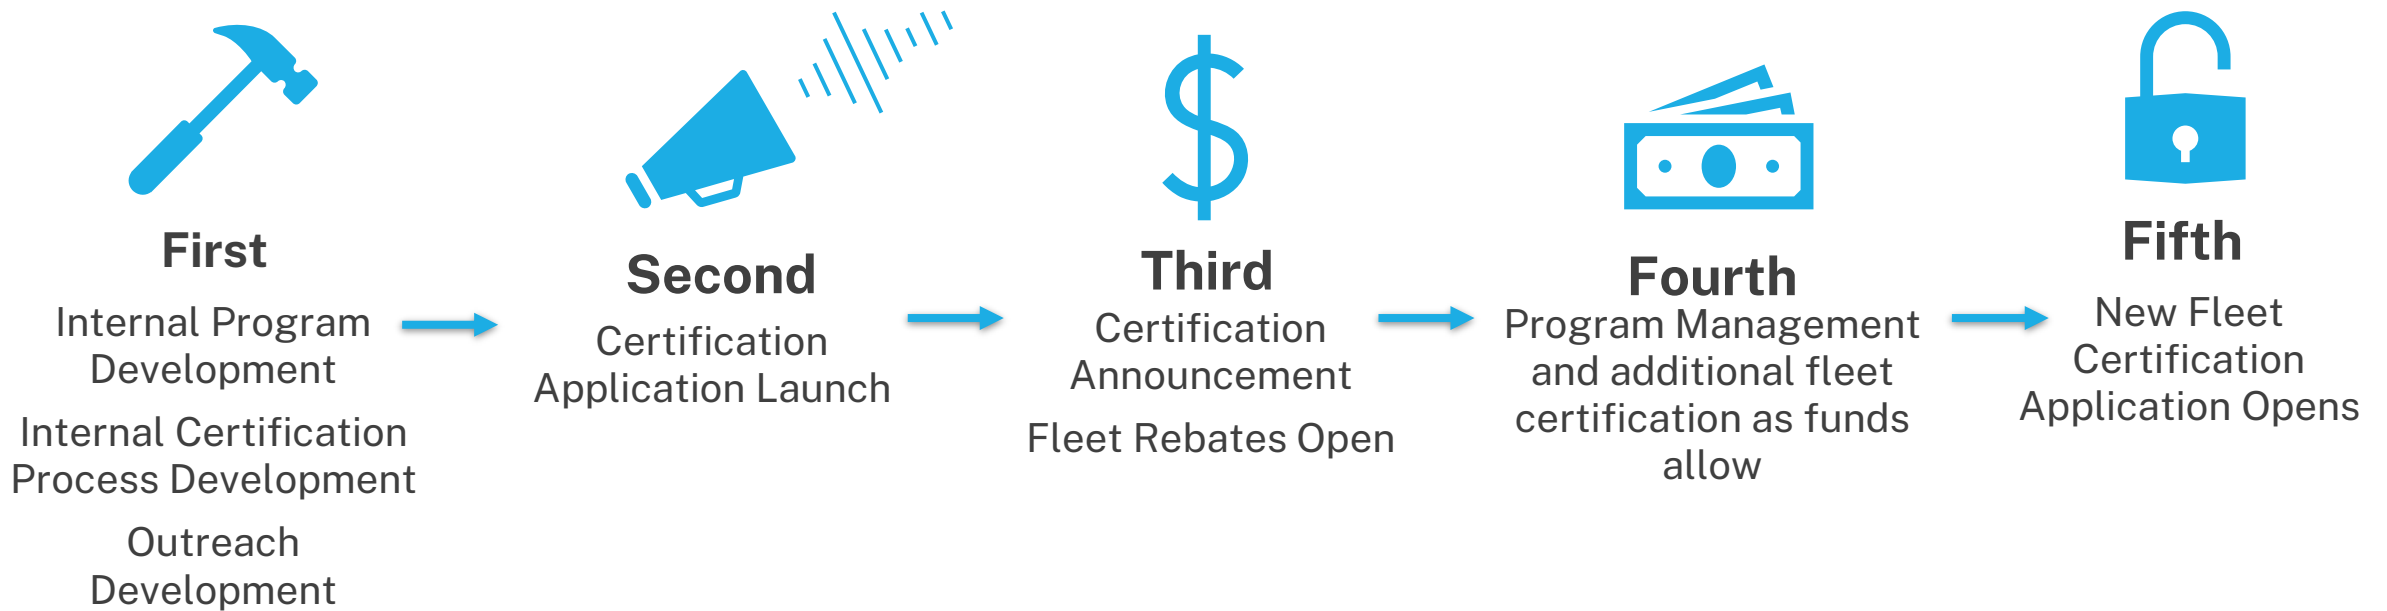 First
Internal Program
Development
Internal Certification
Process Development
Outreach
Development
Second
Certification
Application Launch
Third
Certification
Announcement
Fleet Rebates Open
Fourth
Program Management
and additional fleet
certification as funds
allow
Fifth
New Fleet
Certification
Application Opens